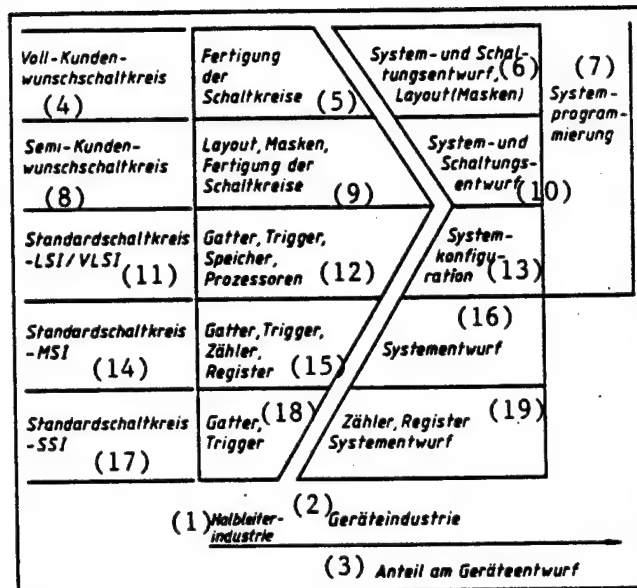 Voll-Kunden-
wunschschaltkreis
(4)
Fertigung
der
Schaltkreise (5)
System- und Schal-
tungsentwurf, (6)
Layout (Masken)
(7)
System-
program-
mierung
Semi-Kunden-
wunschschaltkreis
(8)
Layout, Masken,
Fertigung der
Schaltkreise
(9)
System- und
Schaltungs-
entwurf (10)
Standardschaltkreis
-LSI/VLSI
(11)
Gatter, Trigger,
Speicher,
Prozessoren (12)
System-
konfigu-
ration (13)
Standardschaltkreis
-MSI
(14)
Gatter, Trigger,
Zähler,
Register (15)
(16)
Systementwurf
Standardschaltkreis
-SSI
(17)
(18)
Gatter,
Trigger
(19)
Zähler, Register
Systementwurf
(1) Halbleiter-
industrie
(2) Geräteindustrie
(3) Anteil am Geräteentwurf